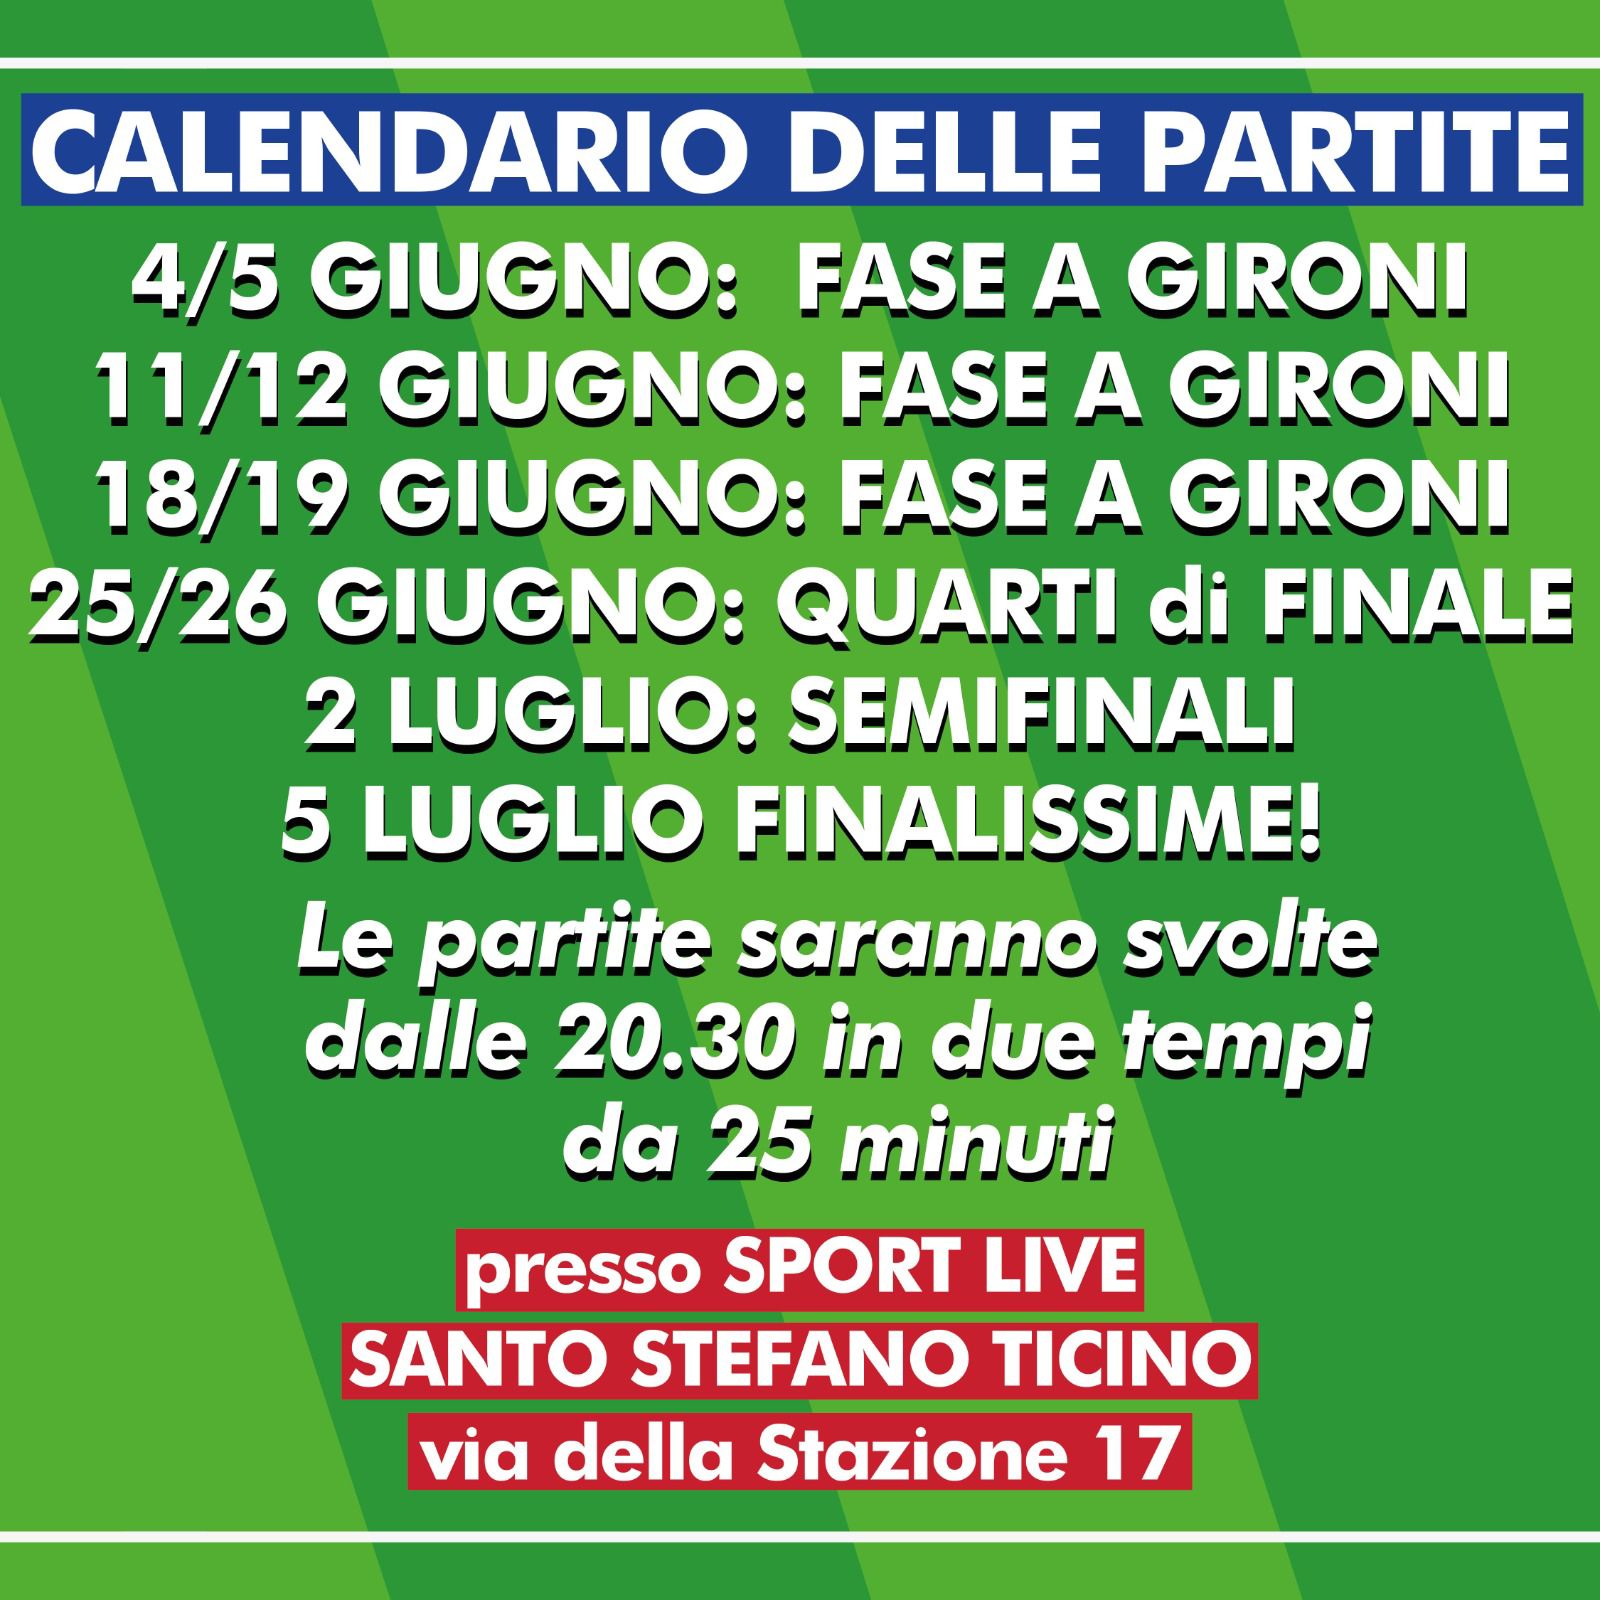 CALENDARIO DELLE PARTITE
4/5 GIUGNO: FASE A GIRONI
11/12 GIUGNO: FASE A GIRONI
18/19 GIUGNO: FASE A GIRONI
25/26 GIUGNO: QUARTI di FINALE
2 LUGLIO: SEMIFINALI
5 LUGLIO FINALISSIME!
Le partite saranno svolte
dalle 20.30 in due tempi
da 25 minuti
presso SPORT LIVE
SANTO STEFANO TICINO
via della Stazione 17